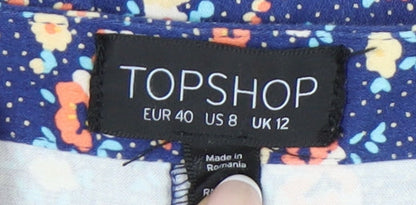 TOPSHOP
EUR 40 US 8 UK 12
Made in
Romania